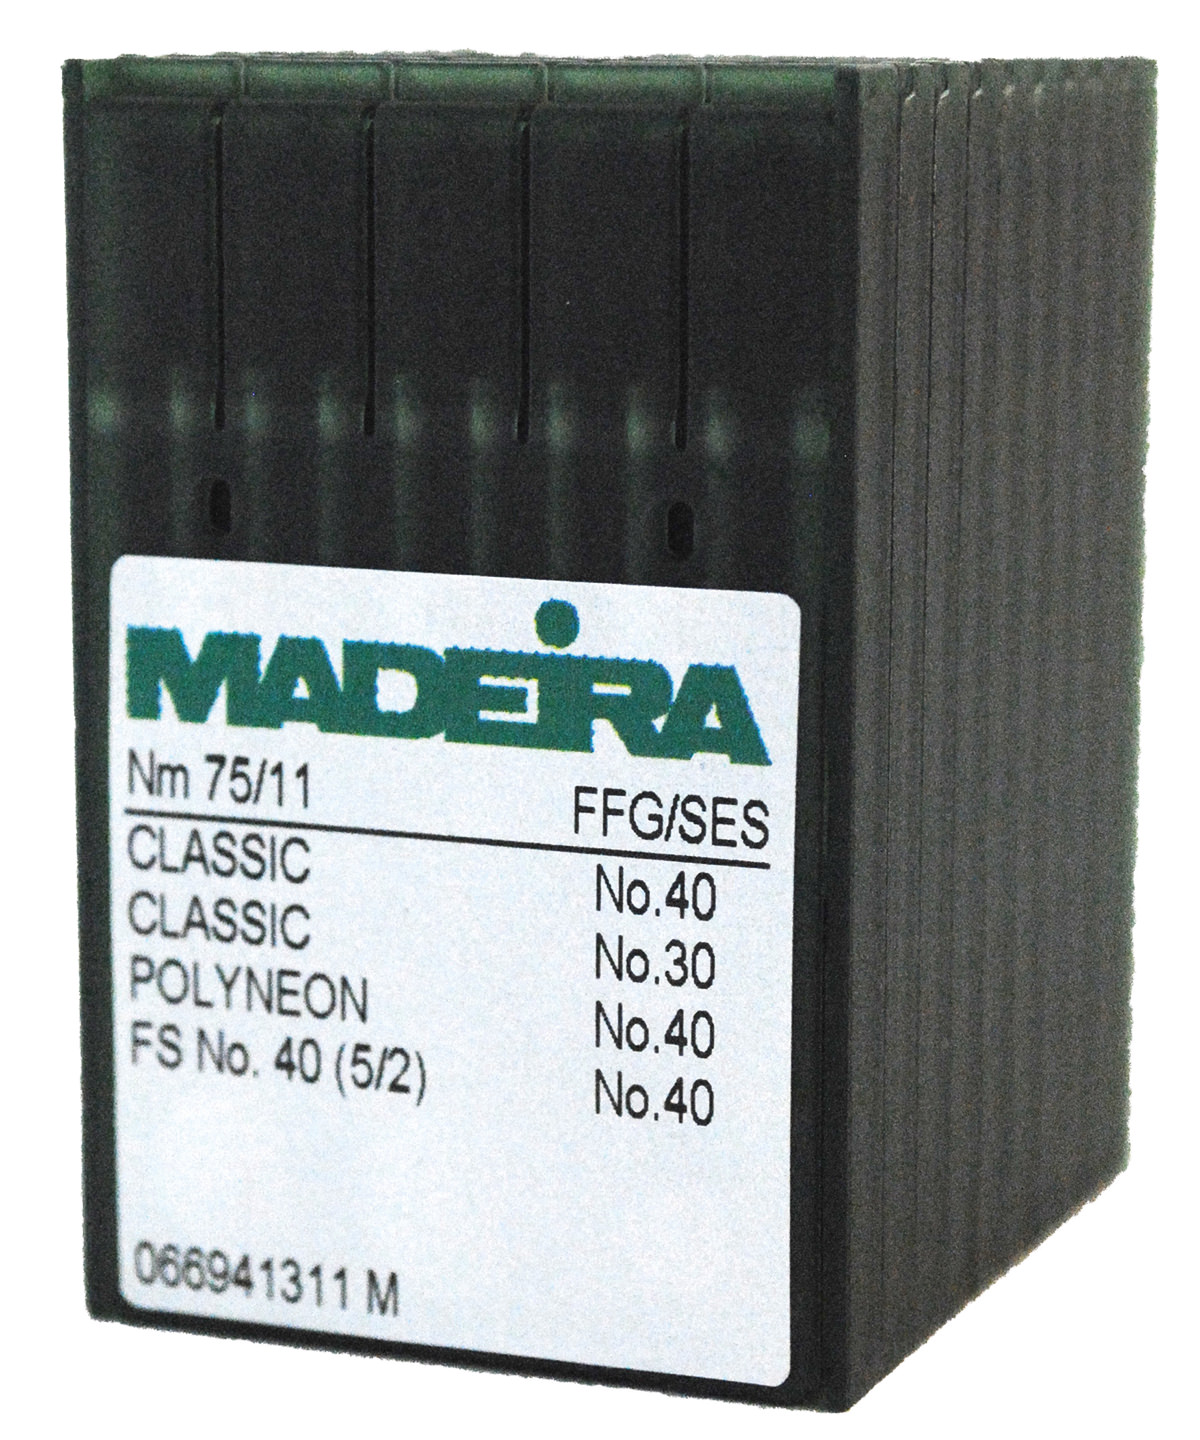 MADEIRA
Nm 75/11 FFG/SES
CLASSIC No.40
CLASSIC No.30
POLYNEON No.40
FS No. 40 (5/2) No.40
066941311 M